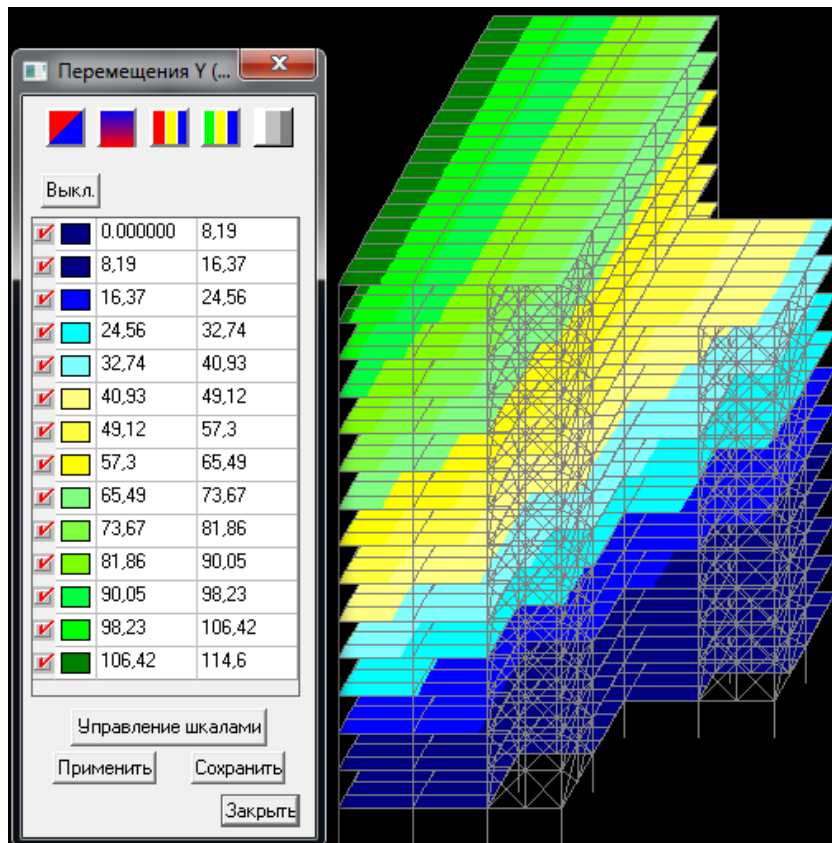 Перемещения Y (...
Выкл.
0.000000 8,19
8,19 16,37
16,37 24,56
24,56 32,74
32,74 40,93
40,93 49,12
49,12 57,3
57,3 65,49
65,49 73,67
73,67 81,86
81,86 90,05
90,05 98,23
98,23 106,42
106,42 114,6
Управление шкалами
Применить Сохранить
Закрыть